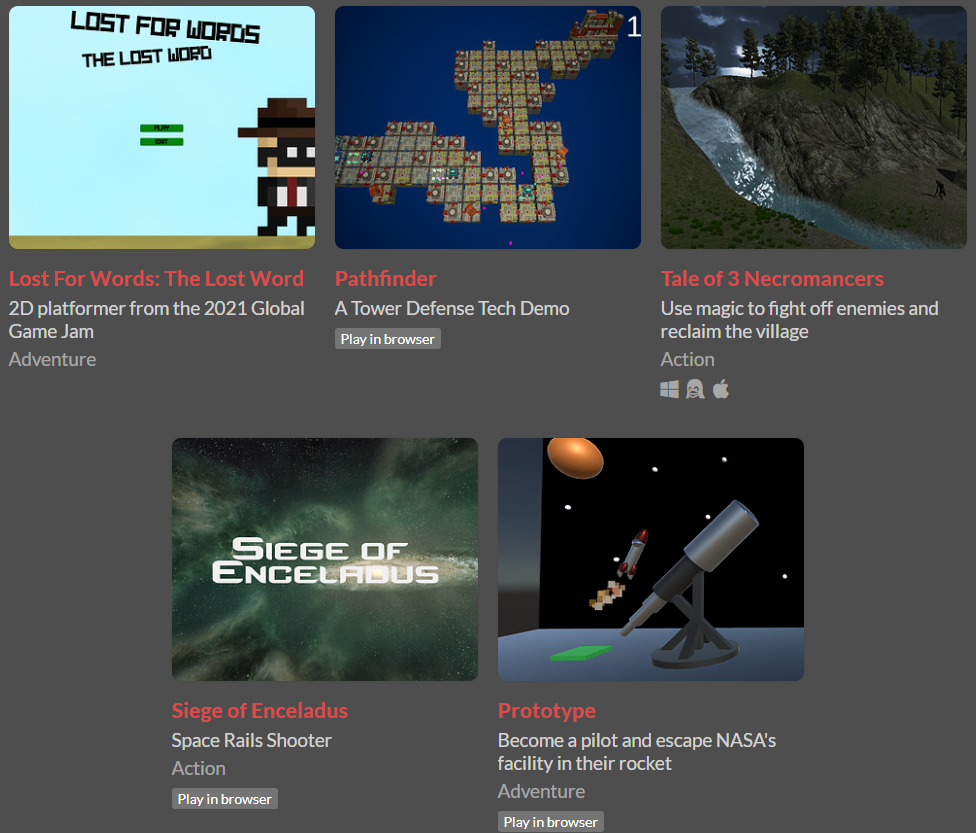 LOST FOR WORDS
THE LOST WORD
PLAY
EXIT
1
Lost For Words: The Lost Word
2D platformer from the 2021 Global
Game Jam
Adventure
Pathfinder
A Tower Defense Tech Demo
Play in browser
Tale of 3 Necromancers
Use magic to fight off enemies and
reclaim the village
Action
SIEGE OF
ENCELADUS
Siege of Enceladus
Space Rails Shooter
Action
Play in browser
Prototype
Become a pilot and escape NASA's
facility in their rocket
Adventure
Play in browser